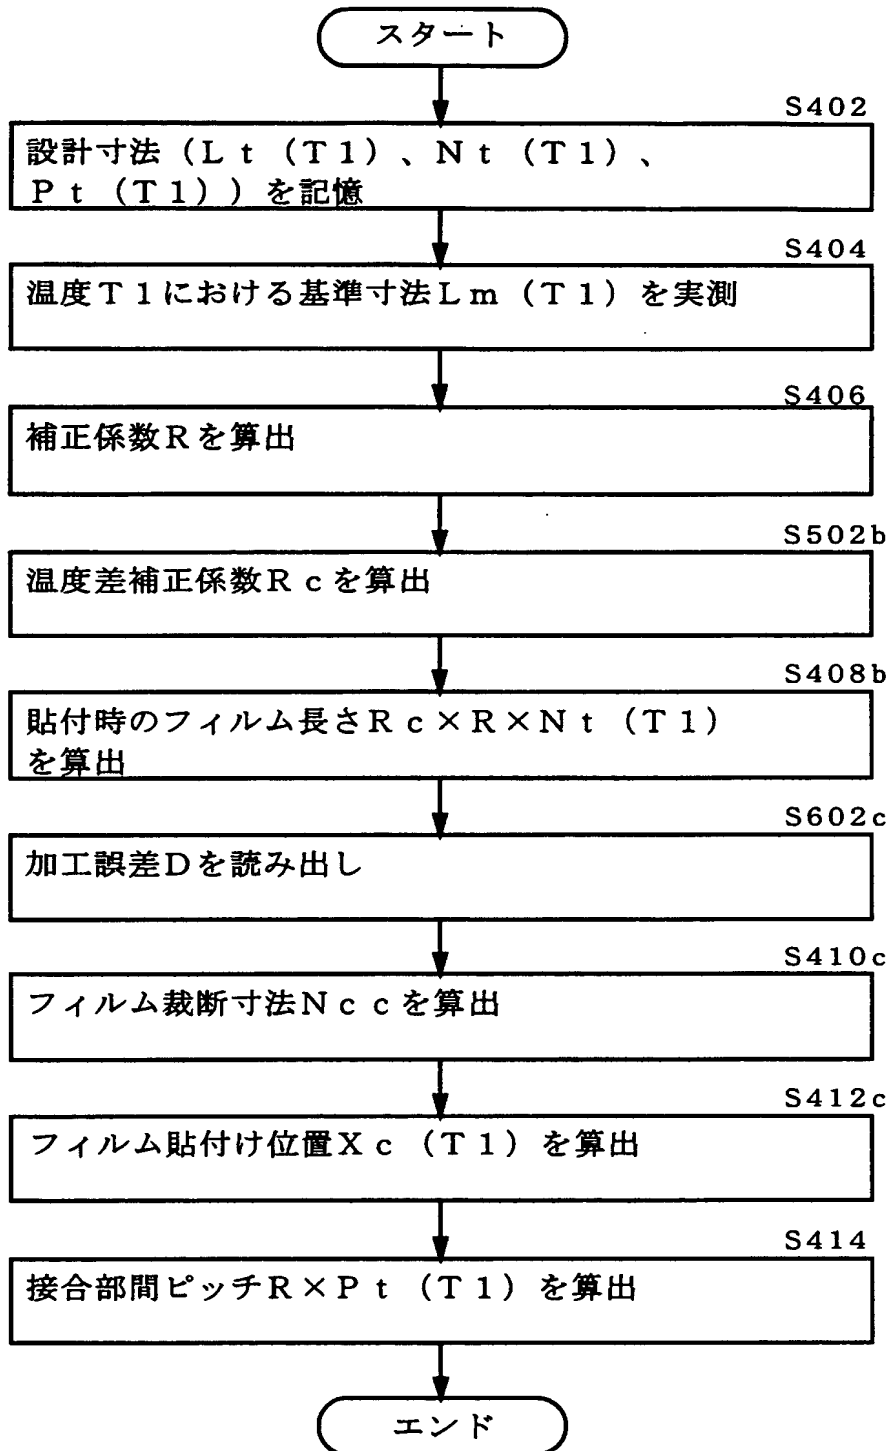 スタート
S402
設計寸法(Lt(T1)、Nt(T1)、
Pt(T1))を記憶
S404
温度T1における基準寸法Lm(T1)を実測
S406
補正係数Rを算出
S502b
温度差補正係数Rcを算出
S408b
貼付時のフィルム長さRc×R×Nt(T1)
を算出
S602c
加工誤差Dを読み出し
S410c
フィルム裁断寸法Nccを算出
S412c
フィルム貼付け位置Xc(T1)を算出
S414
接合部間ピッチR×Pt(T1)を算出
エンド